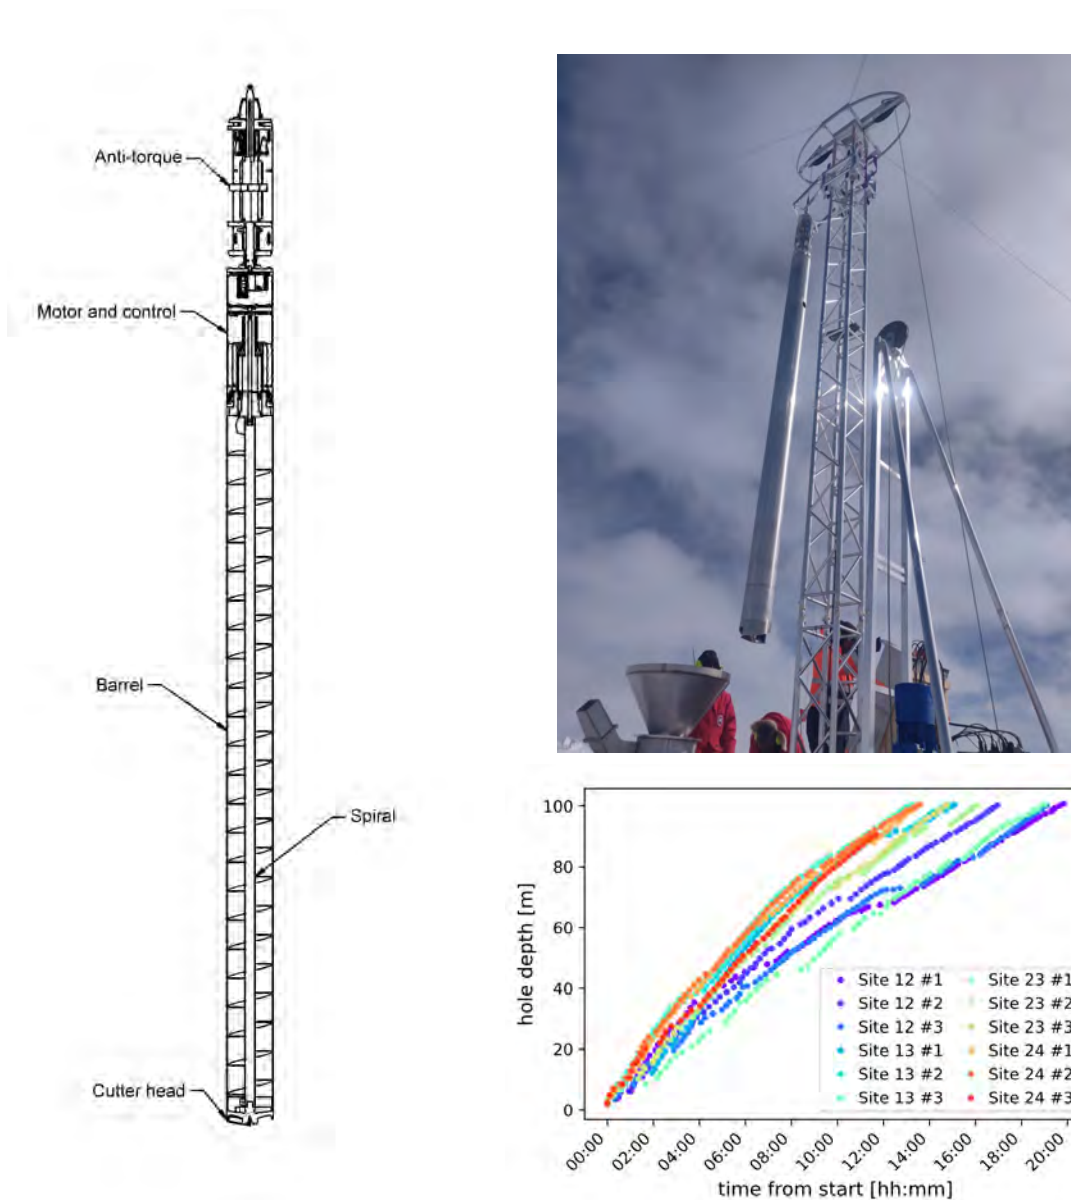 Anti-torque
Motor and control
Barrel
Spiral
Cutter head
hole depth [m]
100
80
60
40
20
0
Site 12 #1
Site 12 #2
Site 12 #3
Site 13 #1
Site 13 #2
Site 13 #3
Site 23 #1
Site 23 #2
Site 23 #3
Site 24 #1
Site 24 #2
Site 24 #3
00:00
02:00
04:00
06:00
08:00
10:00
12:00
14:00
16:00
18:00
20:00
time from start [hh:mm]